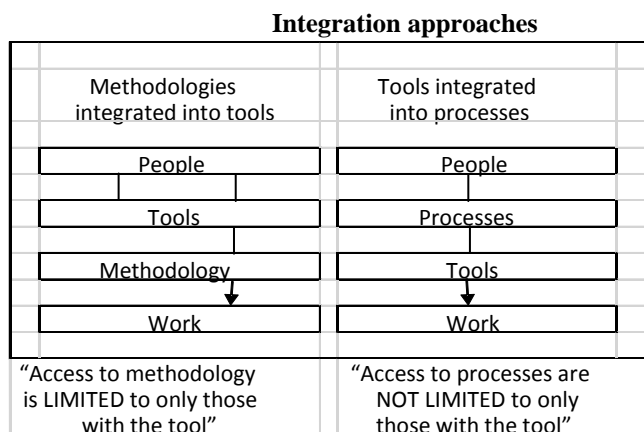 Integration approaches
Methodologies
integrated into tools
People
Tools
Methodology
Work
"Access to methodology
is LIMITED to only those
with the tool"
Tools integrated
into processes
People
Processes
Tools
Work
"Access to processes are
NOT LIMITED to only
those with the tool"